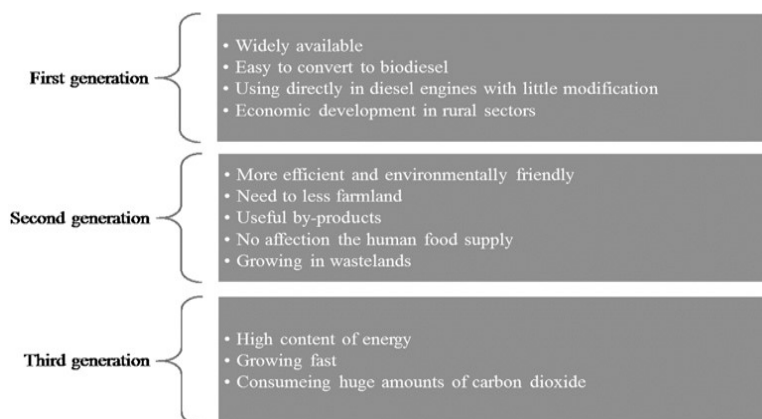 First generation
• Widely available
• Easy to convert to biodiesel
• Using directly in diesel engines with little modification
• Economic development in rural sectors
Second generation
• More efficient and environmentally friendly
• Need to less farmland
• Useful by-products
• No affection the human food supply
• Growing in wastelands
Third generation
• High content of energy
• Growing fast
• Consumeing huge amounts of carbon dioxide